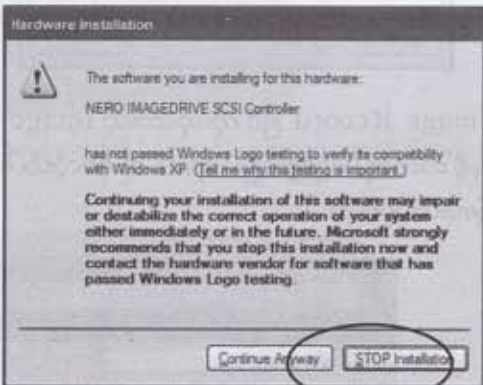 Hardware Installation
The software you are installing for this hardware:
NERO IMAGEDRIVE SCSI Controller
has not passed Windows Logo testing to verify its compatibility
with Windows XP. (Tell me why this testing is important.)
Continuing your installation of this software may impair
or destabilize the correct operation of your system
either immediately or in the future. Microsoft strongly
recommends that you stop this installation now and
contact the hardware vendor for software that has
passed Windows Logo testing.
Continue Anyway STOP Installation